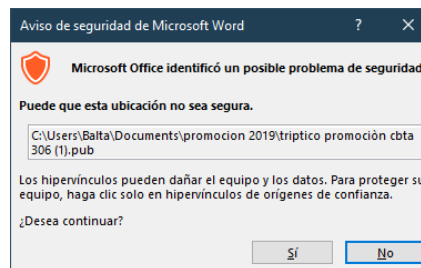 Aviso de seguridad de Microsoft Word
Microsoft Office identificó un posible problema de seguridad
Puede que esta ubicación no sea segura.
C:\Users\Balta\Documents\promocion 2019\triptico promociòn cbta
306 (1).pub
Los hipervínculos pueden dañar el equipo y los datos. Para proteger su
equipo, haga clic solo en hipervínculos de orígenes de confianza.
¿Desea continuar?
Sí
No